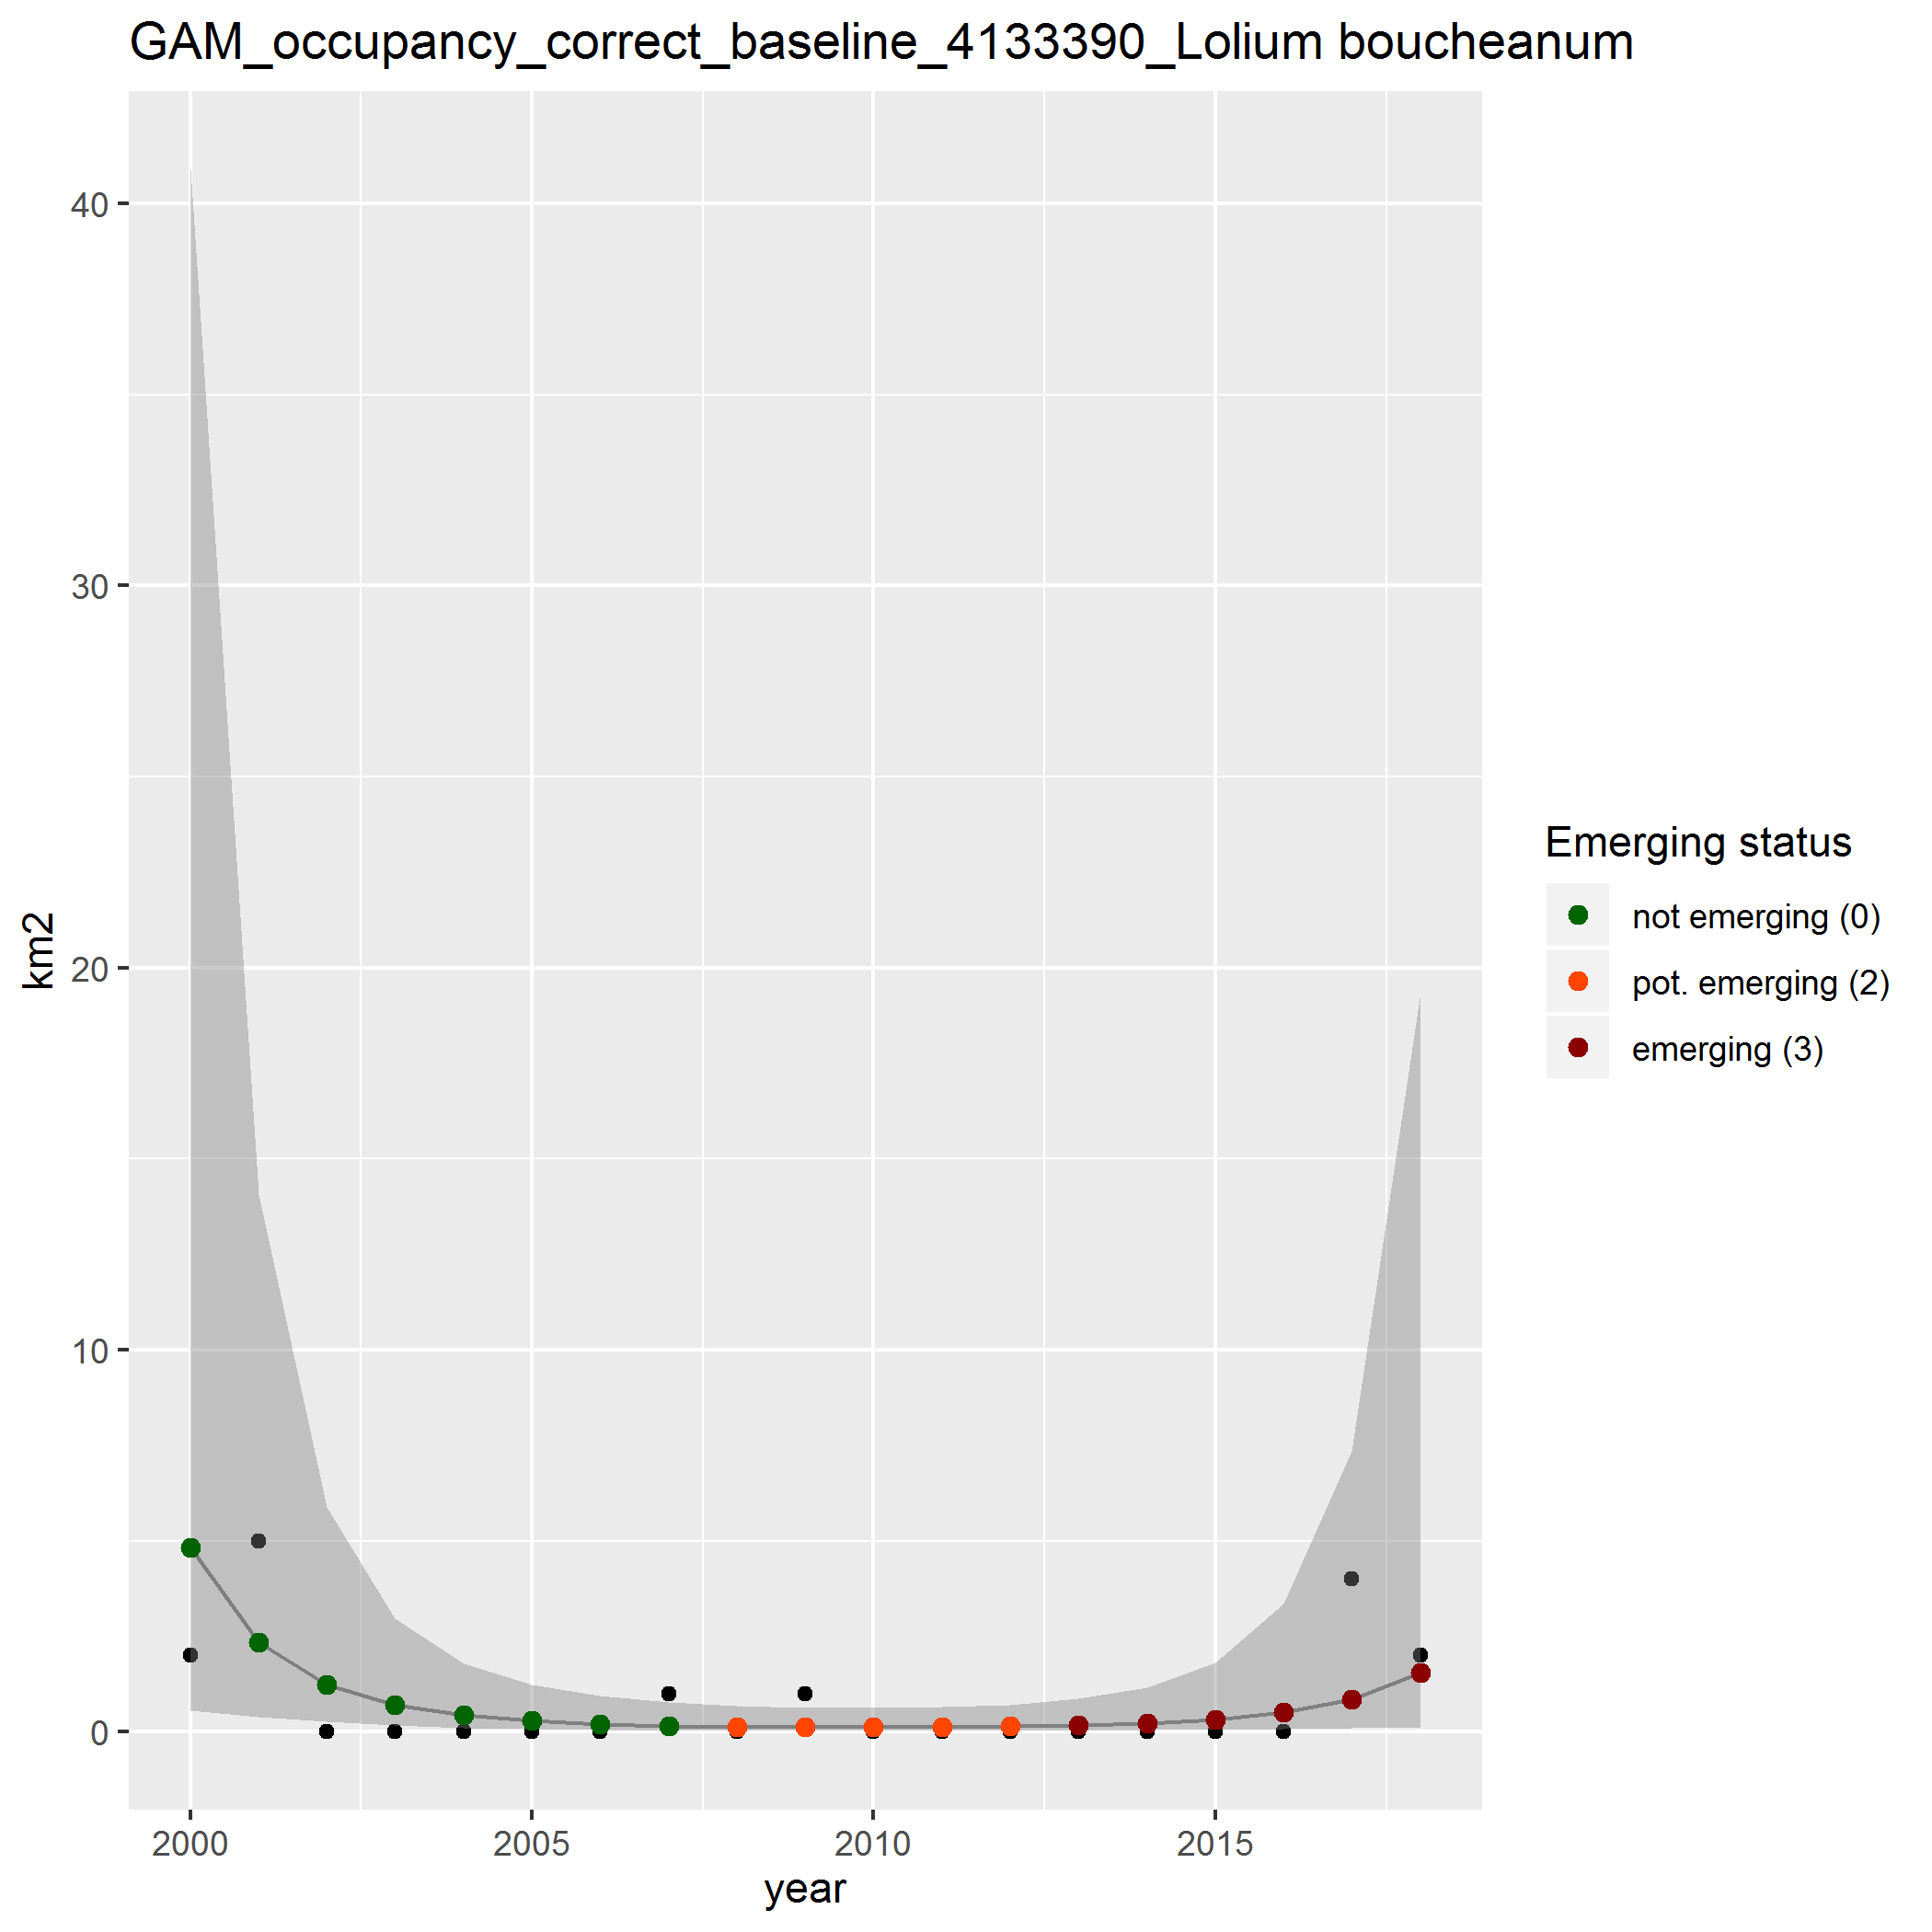 GAM_occupancy_correct_baseline_4133390_Lolium boucheanum
40
30
20
10
0
km2
2000 2005 2010 2015
year
Emerging status
not emerging (0)
pot. emerging (2)
emerging (3)